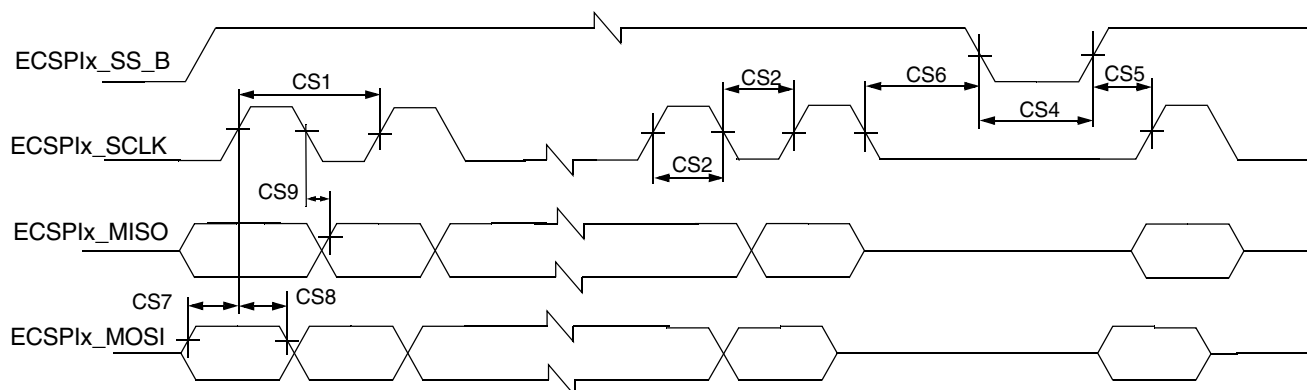 ECSPIx_SS_B
CS1
CS2
CS6
CS5
CS4
ECSPIx_SCLK
CS2
CS9
ECSPIx_MISO
CS7
CS8
ECSPIx_MOSI